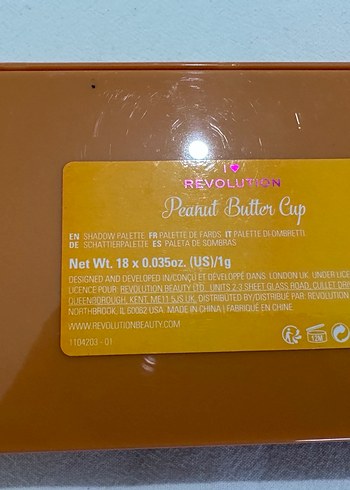 I ♥
REVOLUTION
Peanut Butter Cup
EN SHADOW PALETTE FR PALETTE DE FARDS IT PALETTE DI OMBRETTI
DE SCHATTIERPALETTE ES PALETA DE SOMBRAS
Net Wt. 18 x 0.035oz. (US)/1g
DESIGNED AND DEVELOPED IN/CONÇU ET DÉVELOPPÉ DANS: LONDON UK. UNDER LICE
LICENCE POUR: REVOLUTION BEAUTY LTD, UNITS 2-3 SHEET GLASS ROAD, CULLET DR
QUEENBOROUGH, KENT, ME11 5JS UK. DISTRIBUTED BY/DISTRIBUÉ PAR: REVOLUTION
NORTHBROOK, IL 60062 USA. MADE IN CHINA | FABRIQUÉ EN CHINE.
WWW.REVOLUTIONBEAUTY.COM
12M
1104203 - 01